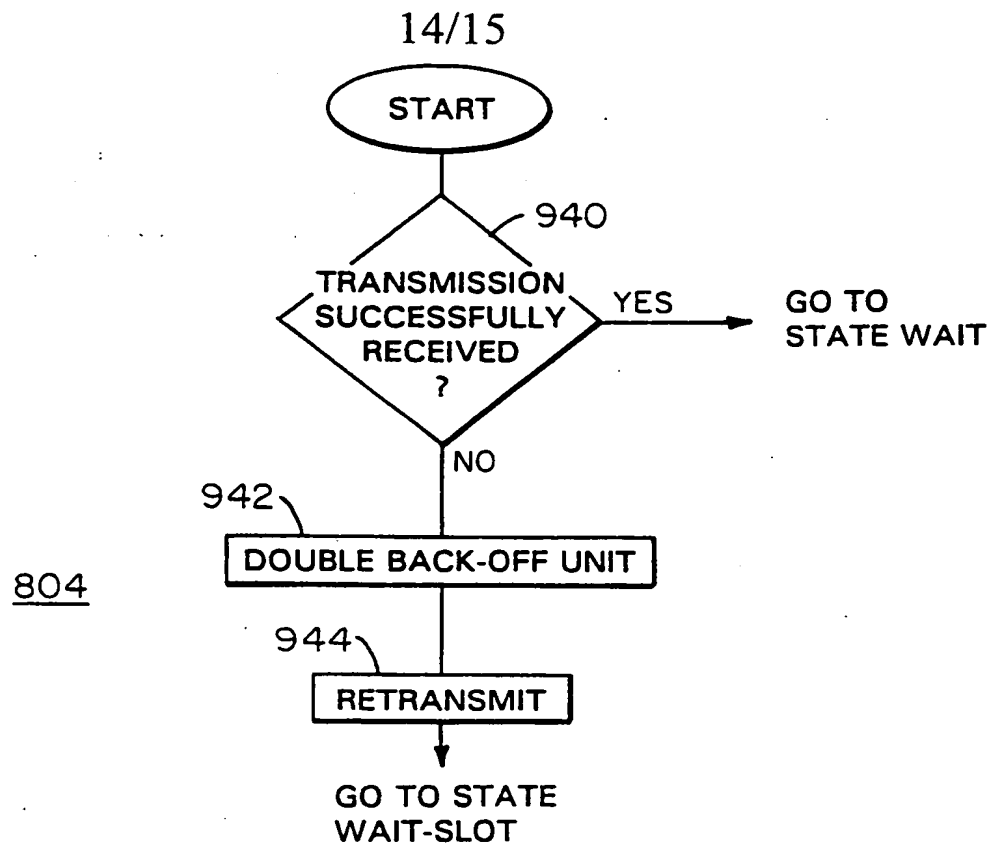 14/15
START
940
TRANSMISSION
SUCCESSFULLY
RECEIVED
?
YES
GO TO
STATE WAIT
NO
942
DOUBLE BACK-OFF UNIT
804
944
RETRANSMIT
GO TO STATE
WAIT-SLOT